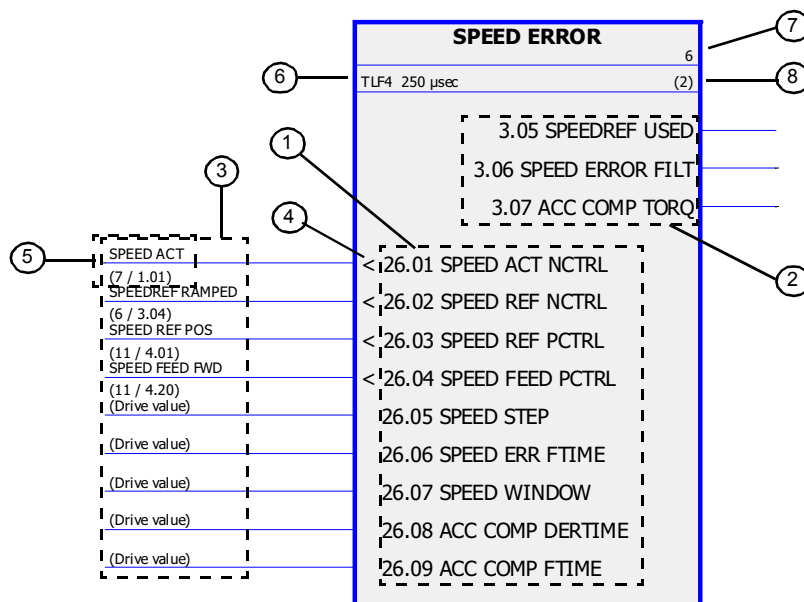 SPEED ERROR
6
7
6
TLF4 250 µsec
(2)
8
3.05 SPEEDREF USED
1
3.06 SPEED ERROR FILT
3
3.07 ACC COMP TORQ
4
2
5
SPEED ACT
(7 / 1.01)
< 26.01 SPEED ACT NCTRL
SPEEDREF RAMPED
(6 / 3.04)
< 26.02 SPEED REF NCTRL
SPEED REF POS
(11 / 4.01)
< 26.03 SPEED REF PCTRL
SPEED FEED FWD
(11 / 4.20)
< 26.04 SPEED FEED PCTRL
(Drive value)
26.05 SPEED STEP
(Drive value)
26.06 SPEED ERR FTIME
(Drive value)
26.07 SPEED WINDOW
(Drive value)
26.08 ACC COMP DERTIME
(Drive value)
26.09 ACC COMP FTIME